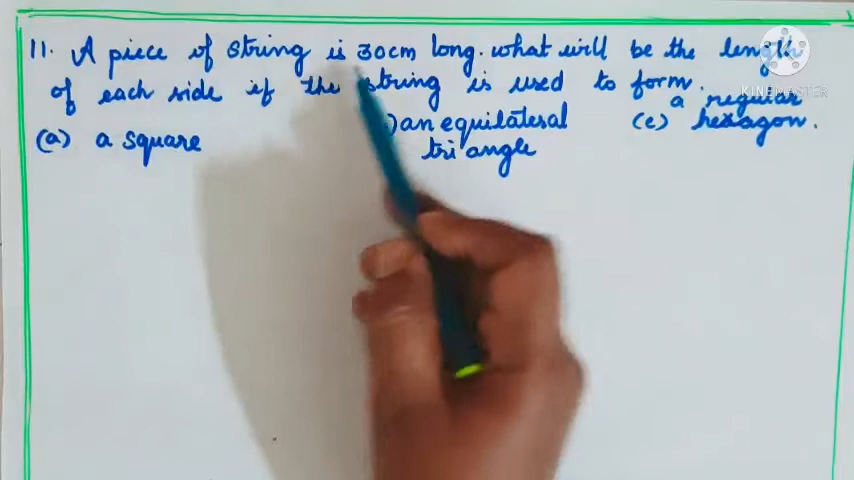 11. A piece of string is 30cm long. what will be the length
of each side if the string is used to form.
(a) a square
)an equilateral
triangle
a regular
(c) hexagon.
KINEMASTER